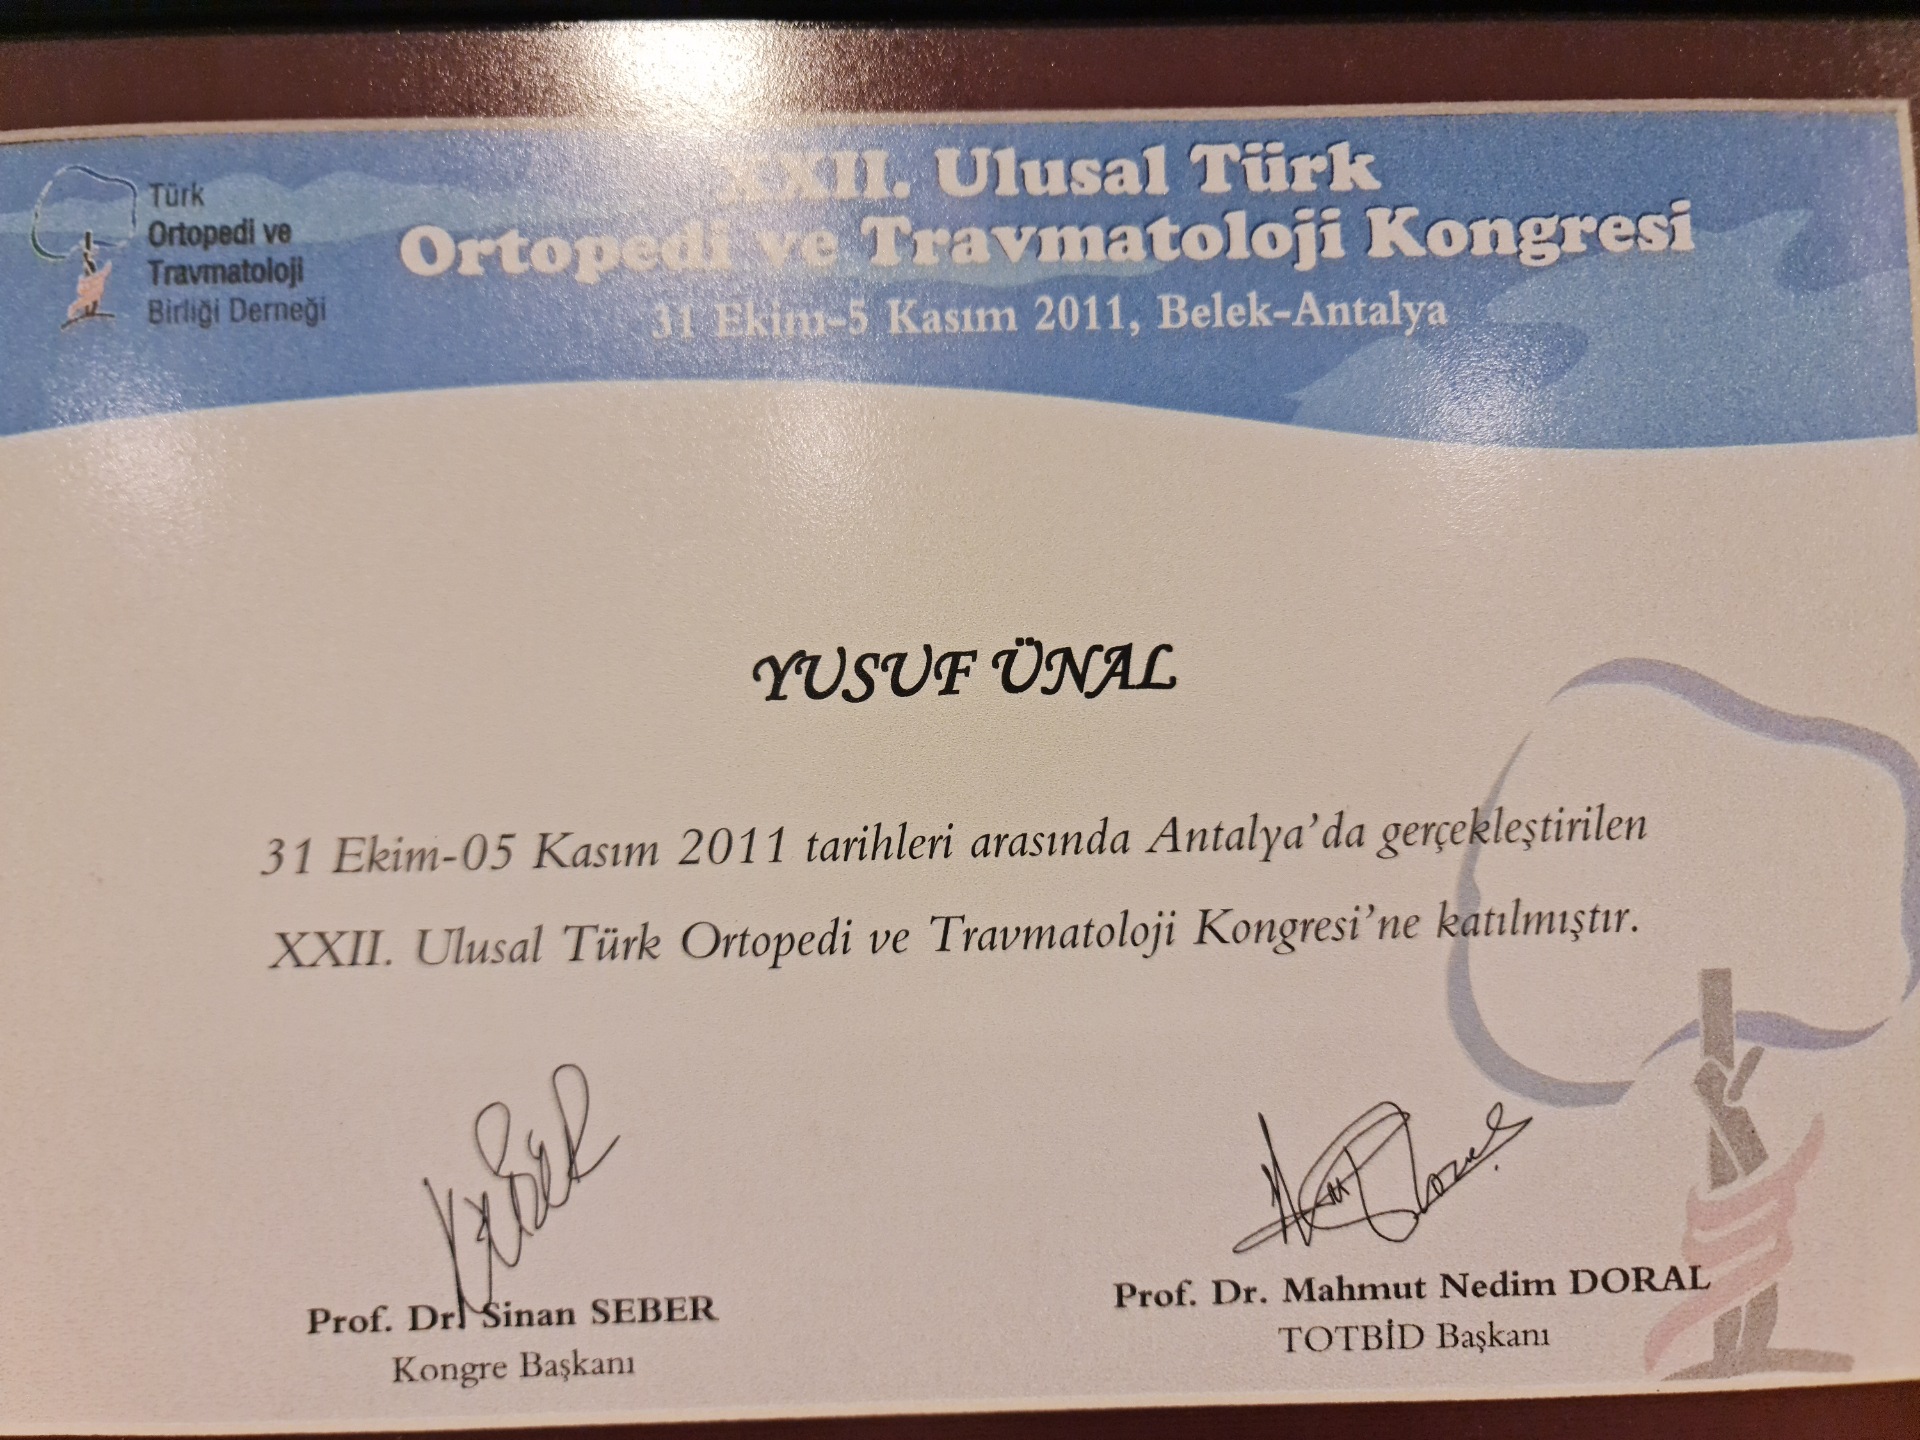 Türk
Ortopedi ve
Travmatoloji
Birliği Derneği
XXII. Ulusal Türk
Ortopedi ve Travmatoloji Kongresi
31 Ekim-5 Kasım 2011, Belek-Antalya
YUSUF ÜNAL
31 Ekim-05 Kasım 2011 tarihleri arasında Antalya'da gerçekleştirilen
XXII. Ulusal Türk Ortopedi ve Travmatoloji Kongresi'ne katılmıştır.
Prof. Dr. Sinan SEBER
Kongre Başkanı
Prof. Dr. Mahmut Nedim DORAL
TOTBİD Başkanı